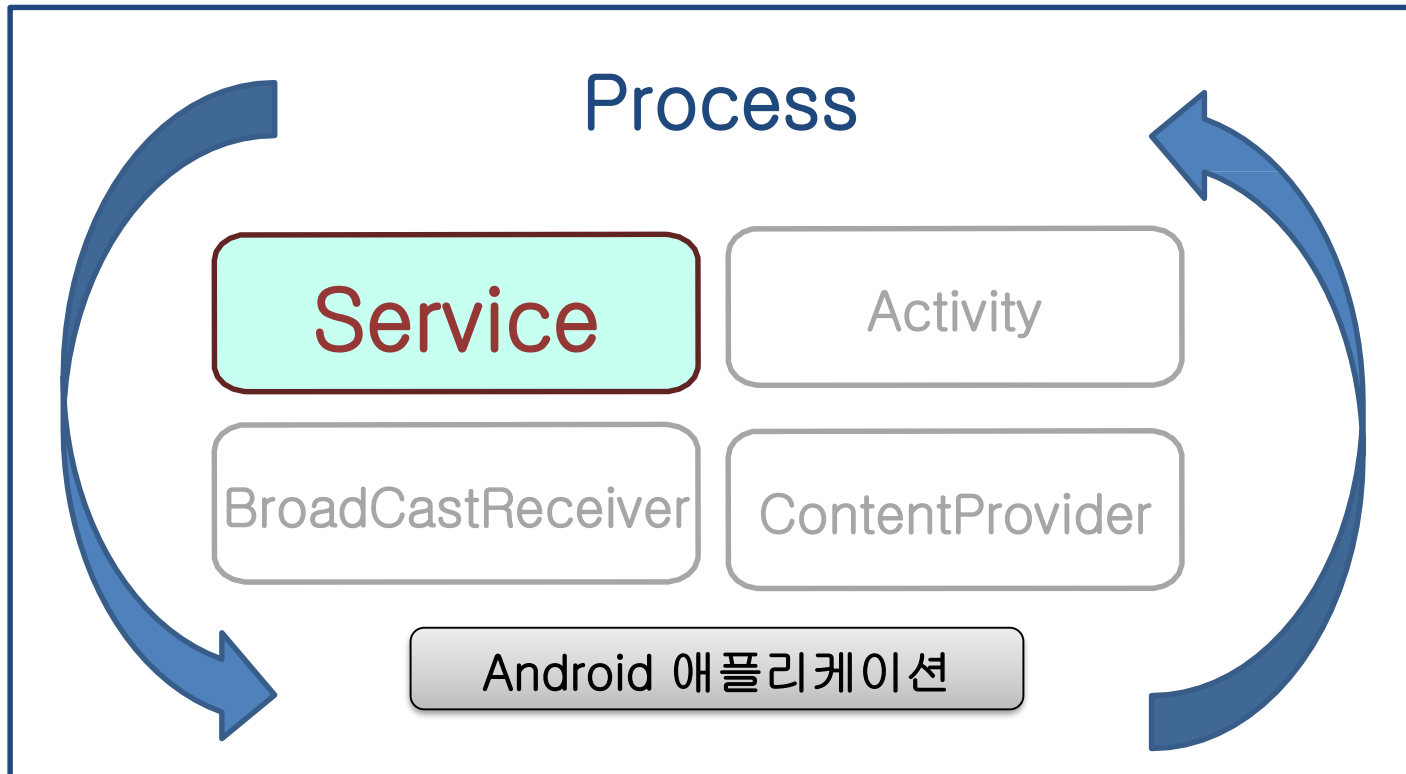 Process
Service
Activity
BroadCastReceiver
ContentProvider
Android 애플리케이션